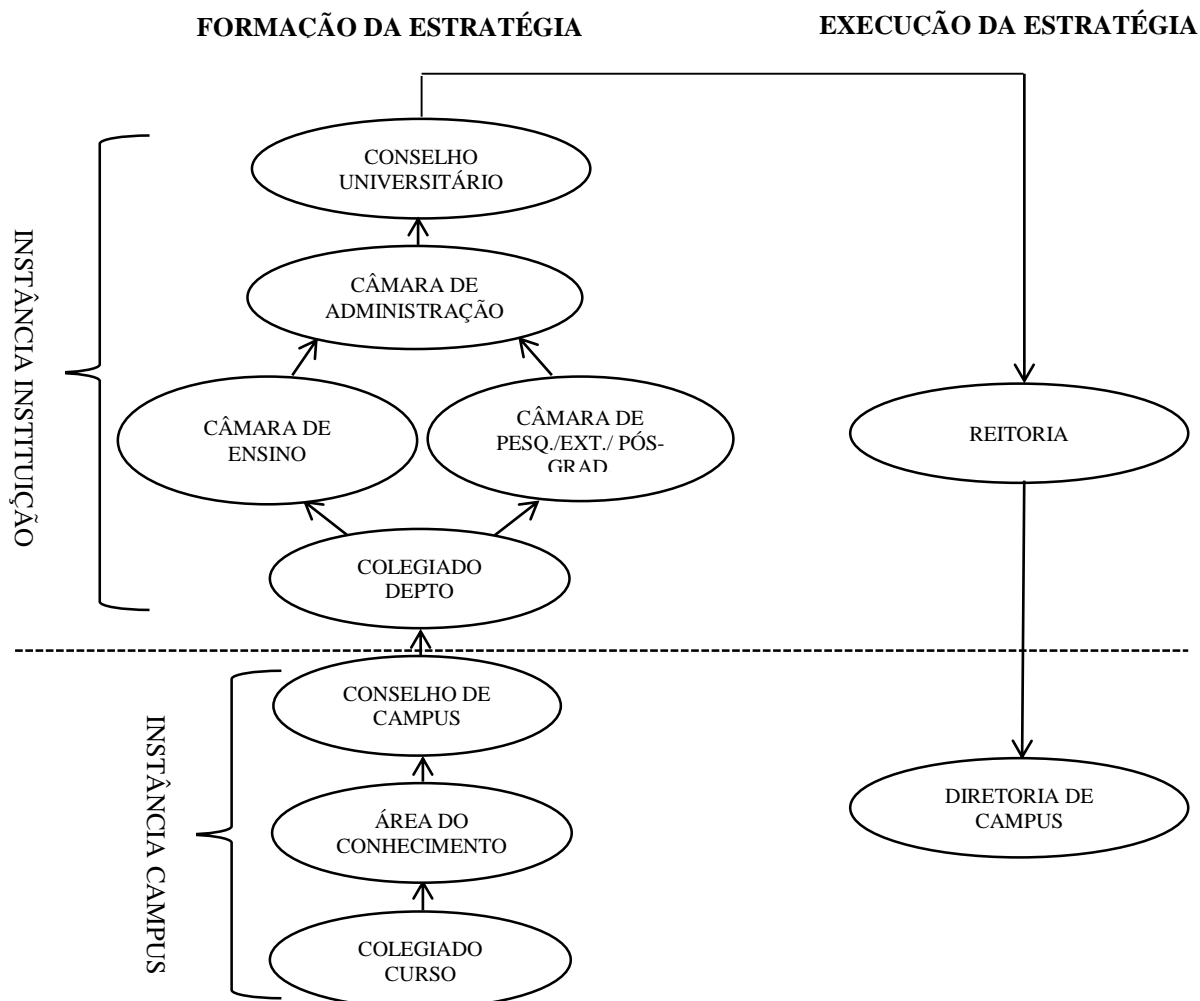 FORMAÇÃO DA ESTRATÉGIA
EXECUÇÃO DA ESTRATÉGIA
INSTÂNCIA INSTITUIÇÃO
CONSELHO
UNIVERSITÁRIO
CÂMARA DE
ADMINISTRAÇÃO
CÂMARA DE
ENSINO
CÂMARA DE
PESQ./EXT./ PÓS-
GRAD
REITORIA
COLEGIADO
DEPTO
INSTÂNCIA CAMPUS
CONSELHO DE
CAMPUS
ÁREA DO
CONHECIMENTO
COLEGIADO
CURSO
DIRETORIA DE
CAMPUS